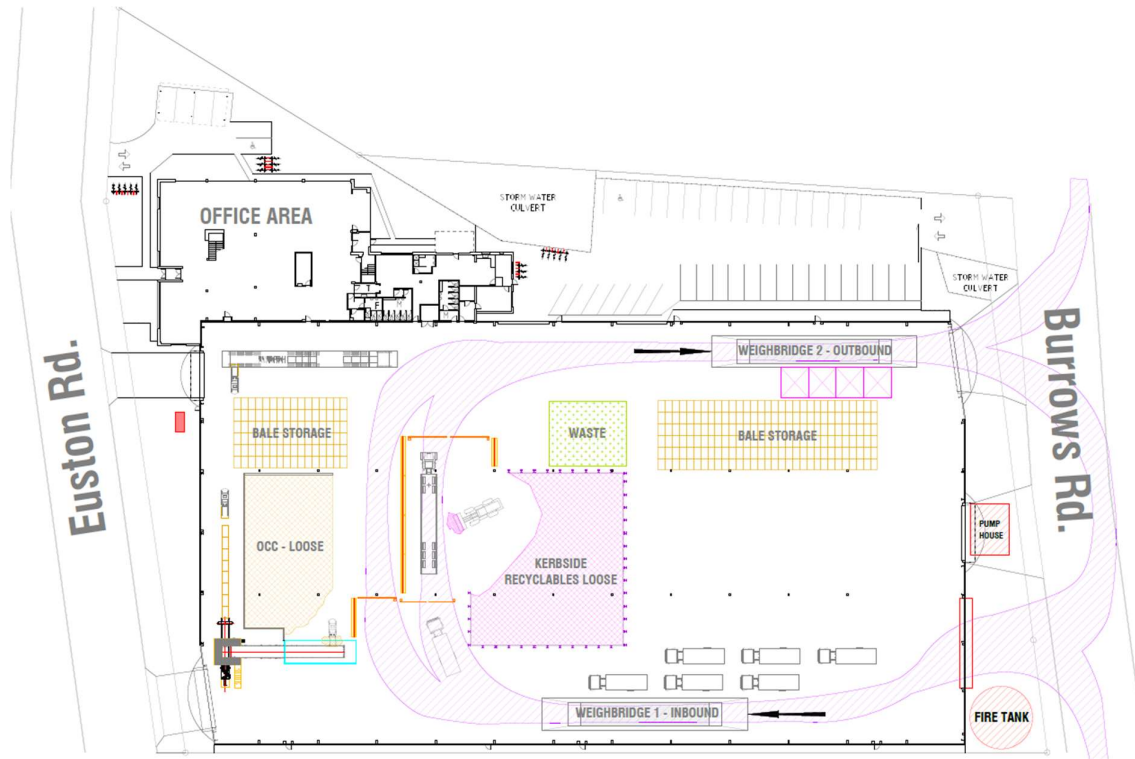 OFFICE AREA
STORM WATER
CULVERT
STORM WATER
CULVERT
Euston Rd.
Burrows Rd.
F
M
WEIGHBRIDGE 2 - OUTBOUND
BALE STORAGE
WASTE
BALE STORAGE
OCC - LOOSE
KERBSIDE
RECYCLABLES LOOSE
PUMP
HOUSE
WEIGHBRIDGE 1 - INBOUND
FIRE TANK